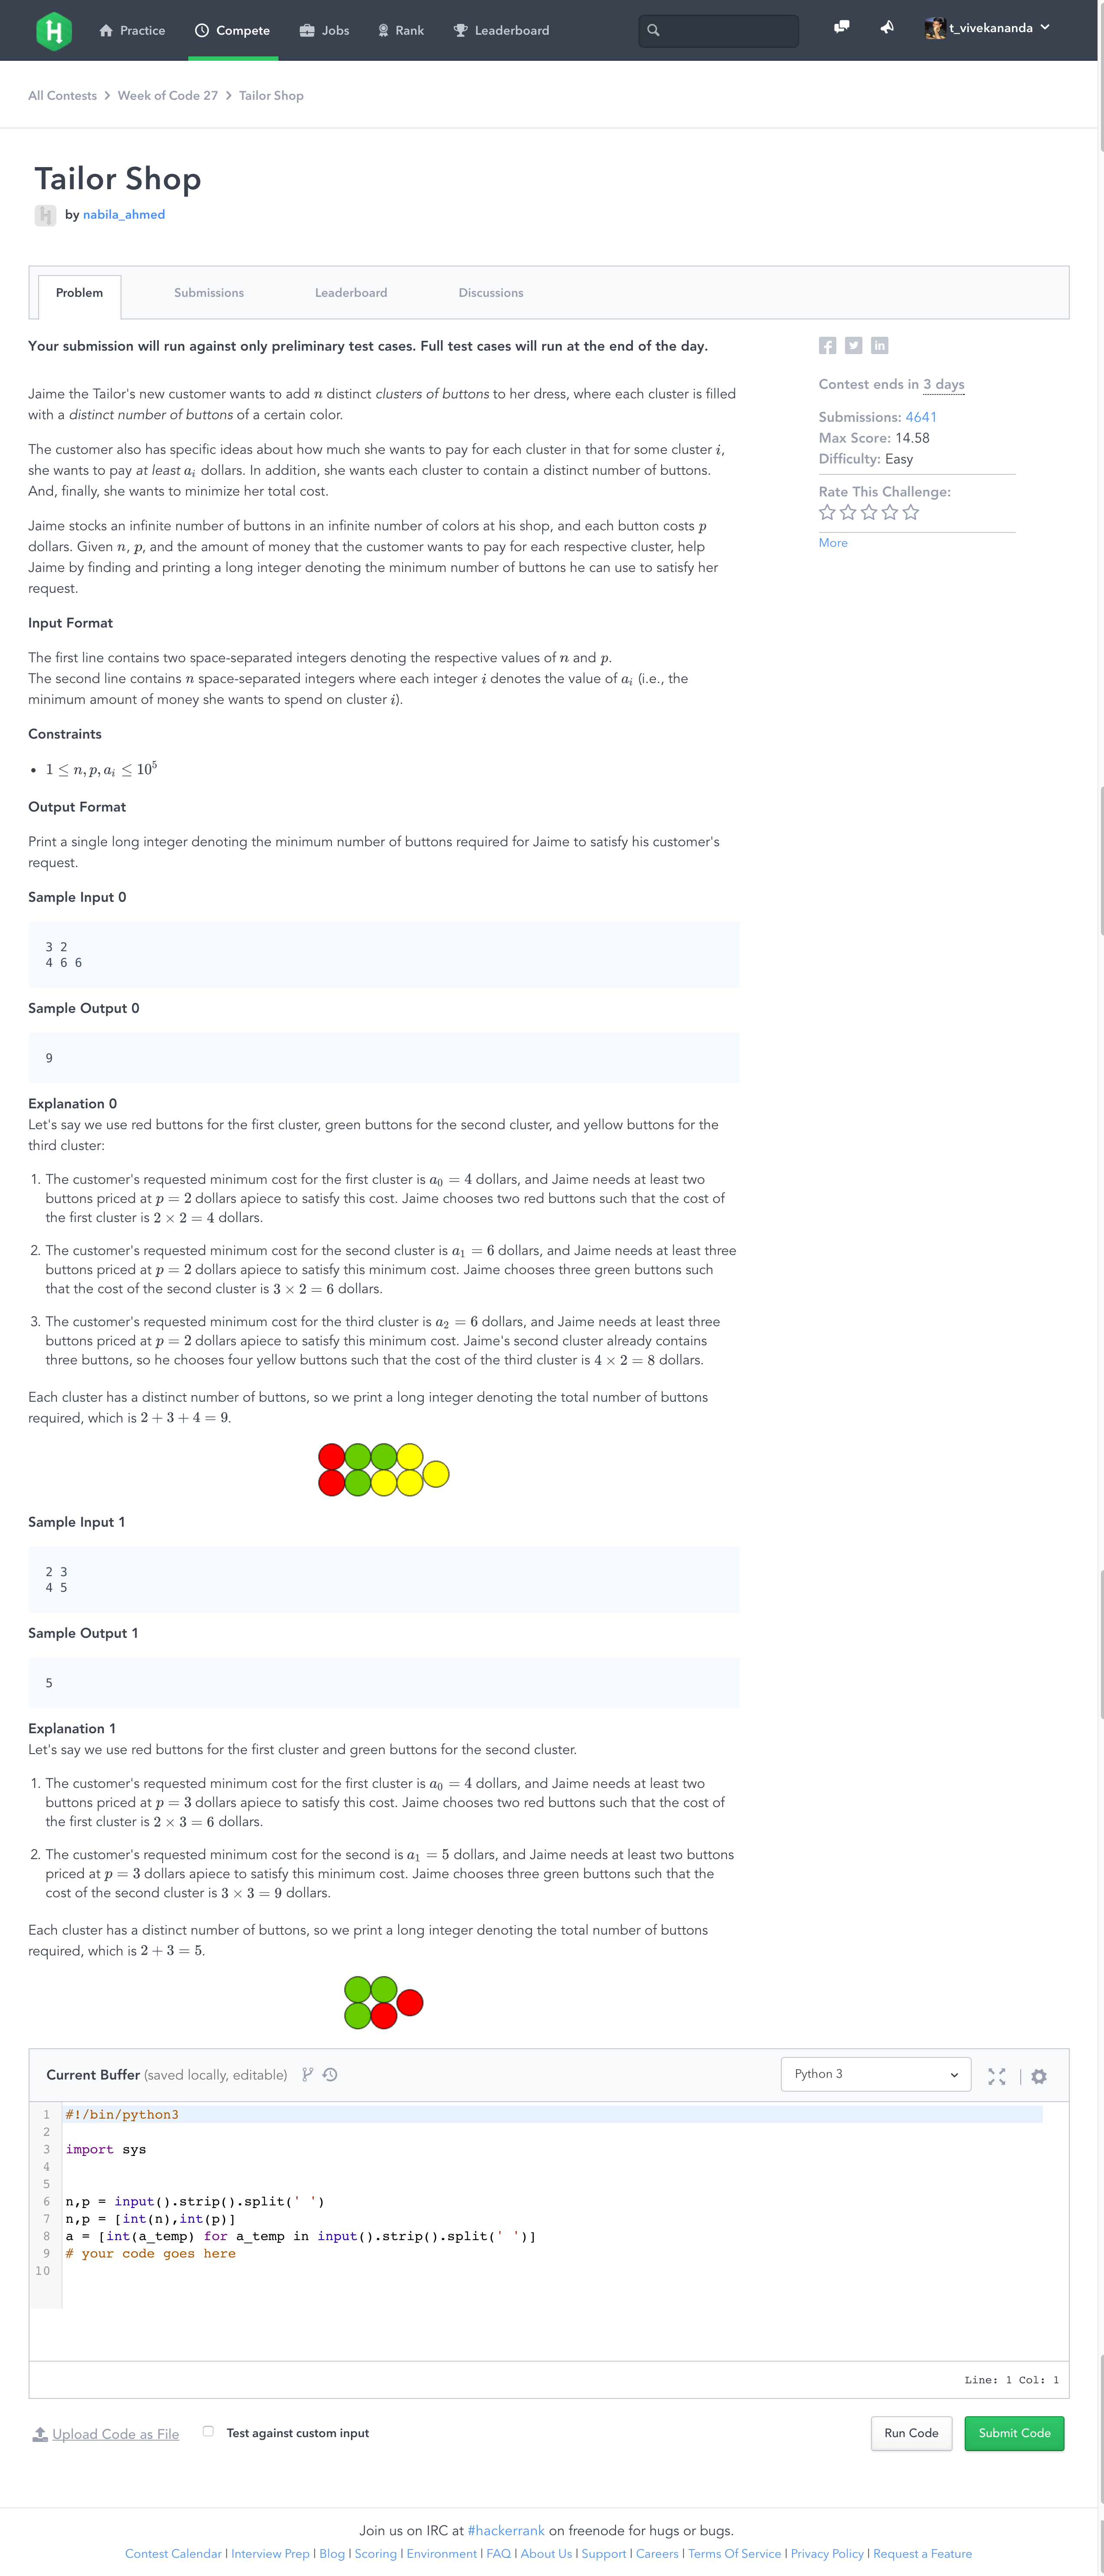 Practice Compete Jobs Rank Leaderboard t_vivekananda
All Contests > Week of Code 27 > Tailor Shop
Tailor Shop
by nabila_ahmed
Problem Submissions Leaderboard Discussions
Your submission will run against only preliminary test cases. Full test cases will run at the end of the day.
Jaime the Tailor's new customer wants to add n distinct clusters of buttons to her dress, where each cluster is filled
with a distinct number of buttons of a certain color.
The customer also has specific ideas about how much she wants to pay for each cluster in that for some cluster i,
she wants to pay at least a_i dollars. In addition, she wants each cluster to contain a distinct number of buttons.
And, finally, she wants to minimize her total cost.
Jaime stocks an infinite number of buttons in an infinite number of colors at his shop, and each button costs p
dollars. Given n, p, and the amount of money that the customer wants to pay for each respective cluster, help
Jaime by finding and printing a long integer denoting the minimum number of buttons he can use to satisfy her
request.
Input Format
The first line contains two space-separated integers denoting the respective values of n and p.
The second line contains n space-separated integers where each integer i denotes the value of a_i (i.e., the
minimum amount of money she wants to spend on cluster i).
Constraints
• 1 ≤ n, p, a_i ≤ 10^5
Output Format
Print a single long integer denoting the minimum number of buttons required for Jaime to satisfy his customer's
request.
Sample Input 0
3 2
4 6 6
Sample Output 0
9
Explanation 0
Let's say we use red buttons for the first cluster, green buttons for the second cluster, and yellow buttons for the
third cluster:
1. The customer's requested minimum cost for the first cluster is a_0 = 4 dollars, and Jaime needs at least two
buttons priced at p = 2 dollars apiece to satisfy this cost. Jaime chooses two red buttons such that the cost of
the first cluster is 2 × 2 = 4 dollars.
2. The customer's requested minimum cost for the second cluster is a_1 = 6 dollars, and Jaime needs at least three
buttons priced at p = 2 dollars apiece to satisfy this minimum cost. Jaime chooses three green buttons such
that the cost of the second cluster is 3 × 2 = 6 dollars.
3. The customer's requested minimum cost for the third cluster is a_2 = 6 dollars, and Jaime needs at least three
buttons priced at p = 2 dollars apiece to satisfy this minimum cost. Jaime's second cluster already contains
three buttons, so he chooses four yellow buttons such that the cost of the third cluster is 4 × 2 = 8 dollars.
Each cluster has a distinct number of buttons, so we print a long integer denoting the total number of buttons
required, which is 2 + 3 + 4 = 9.
Sample Input 1
2 3
4 5
Sample Output 1
5
Explanation 1
Let's say we use red buttons for the first cluster and green buttons for the second cluster.
1. The customer's requested minimum cost for the first cluster is a_0 = 4 dollars, and Jaime needs at least two
buttons priced at p = 3 dollars apiece to satisfy this cost. Jaime chooses two red buttons such that the cost of
the first cluster is 2 × 3 = 6 dollars.
2. The customer's requested minimum cost for the second is a_1 = 5 dollars, and Jaime needs at least two buttons
priced at p = 3 dollars apiece to satisfy this minimum cost. Jaime chooses three green buttons such that the
cost of the second cluster is 3 × 3 = 9 dollars.
Each cluster has a distinct number of buttons, so we print a long integer denoting the total number of buttons
required, which is 2 + 3 = 5.
Contest ends in 3 days
Submissions: 4641
Max Score: 14.58
Difficulty: Easy
Rate This Challenge:
More
Current Buffer (saved locally, editable) Python 3
1 #!/bin/python3
2
3 import sys
4
5
6 n,p = input().strip().split(' ')
7 n,p = [int(n),int(p)]
8 a = [int(a_temp) for a_temp in input().strip().split(' ')]
9 # your code goes here
10
Line: 1 Col: 1
Upload Code as File Test against custom input Run Code Submit Code
Join us on IRC at #hackerrank on freenode for hugs or bugs.
Contest Calendar | Interview Prep | Blog | Scoring | Environment | FAQ | About Us | Support | Careers | Terms Of Service | Privacy Policy | Request a Feature